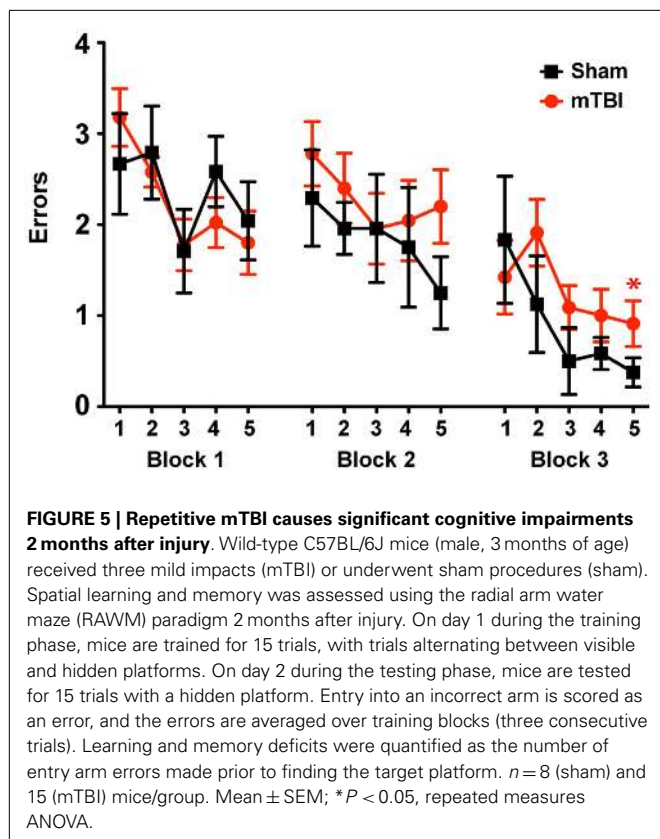 4
3
2
1
0
Errors
Sham
mTBI
*
1 2 3 4 5 1 2 3 4 5 1 2 3 4 5
Block 1 Block 2 Block 3
FIGURE 5 | Repetitive mTBI causes significant cognitive impairments
2 months after injury. Wild-type C57BL/6J mice (male, 3 months of age)
received three mild impacts (mTBI) or underwent sham procedures (sham).
Spatial learning and memory was assessed using the radial arm water
maze (RAWM) paradigm 2 months after injury. On day 1 during the training
phase, mice are trained for 15 trials, with trials alternating between visible
and hidden platforms. On day 2 during the testing phase, mice are tested
for 15 trials with a hidden platform. Entry into an incorrect arm is scored as
an error, and the errors are averaged over training blocks (three consecutive
trials). Learning and memory deficits were quantified as the number of
entry arm errors made prior to finding the target platform. n = 8 (sham) and
15 (mTBI) mice/group. Mean ± SEM; *P < 0.05, repeated measures
ANOVA.